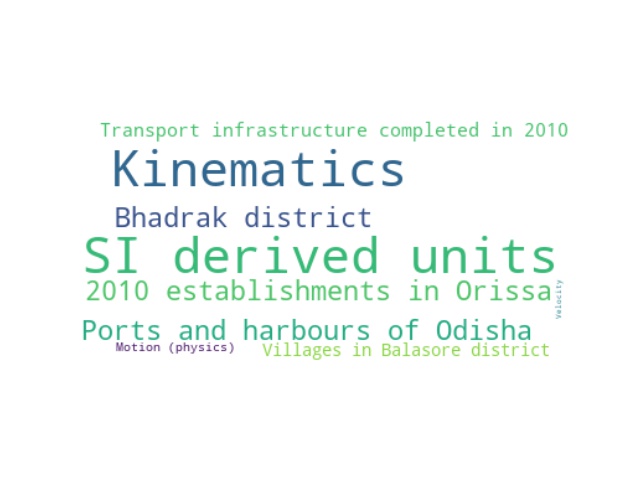 Transport infrastructure completed in 2010
Kinematics
Bhadrak district
SI derived units
2010 establishments in Orissa
Velocity
Ports and harbours of Odisha
Motion (physics)
Villages in Balasore district